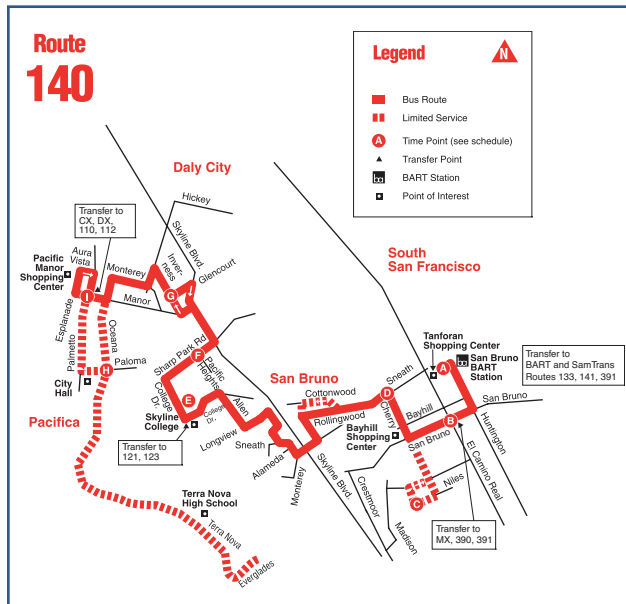 Route
140
Legend
N
Bus Route
Limited Service
A
Time Point (see schedule)
Transfer Point
BART Station
Point of Interest
Daly City
Hickey
Skyline Blvd.
Transfer to
CX, DX,
110, 112
Pacific
Manor
Shopping
Center
Aura
Vista
Monterey
Inver-
ness
Glencourt
Manor
G
I
Esplanade
Palmetto
Oceana
Paloma
H
City
Hall
Pacifica
Sharp Park Rd
F
Pacific
Heights
College
Dr.
E
Skyline
College
College
Dr.
Allen
Longview
Sneath
Alameda
Monterey
Transfer to
121, 123
Terra Nova
High School
Terra Nova
Everglades
South
San Francisco
Tanforan
Shopping Center
A
San Bruno
BART
Station
Transfer to
BART and SamTrans
Routes 133, 141, 391
San Bruno
Cottonwood
Rollingwood
Sneath
D
Cherry
Bayhill
Bayhill
Shopping
Center
San Bruno
B
San Bruno
Huntington
El Camino Real
Skyline Blvd.
Crestmoor
Madison
Niles
C
Transfer to
MX, 390, 391